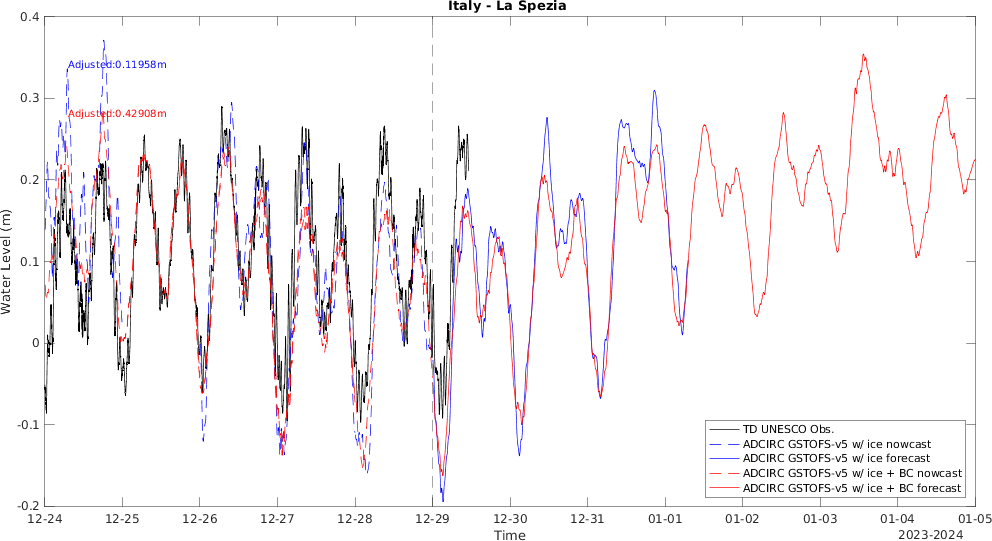 Italy - La Spezia
0.4
0.3
0.2
0.1
0
-0.1
-0.2
Water Level (m)
Adjusted:0.11958m
Adjusted:0.42908m
TD UNESCO Obs.
ADCIRC GSTOFS-v5 w/ ice nowcast
ADCIRC GSTOFS-v5 w/ ice forecast
ADCIRC GSTOFS-v5 w/ ice + BC nowcast
ADCIRC GSTOFS-v5 w/ ice + BC forecast
12-24 12-25 12-26 12-27 12-28 12-29 12-30 12-31 01-01 01-02 01-03 01-04 01-05
Time
2023-2024